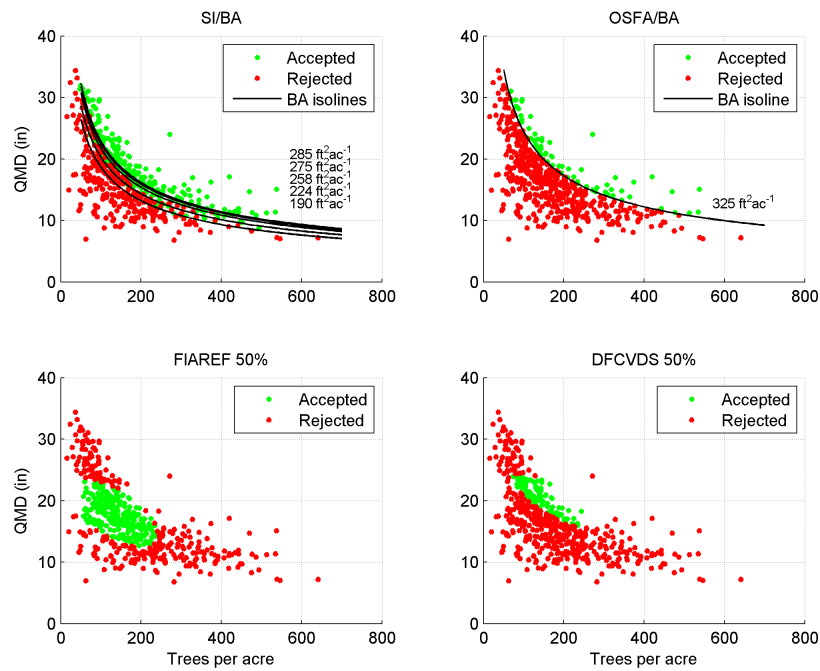 SI/BA
40
30
20
10
0
QMD (in)
0 200 400 600 800
Accepted
Rejected
BA isolines
285 ft²ac⁻¹
275 ft²ac⁻¹
258 ft²ac⁻¹
224 ft²ac⁻¹
190 ft²ac⁻¹
OSFA/BA
40
30
20
10
0
0 200 400 600 800
Accepted
Rejected
BA isoline
325 ft²ac⁻¹
FIAREF 50%
40
30
20
10
0
QMD (in)
0 200 400 600 800
Trees per acre
Accepted
Rejected
DFCVDS 50%
40
30
20
10
0
0 200 400 600 800
Trees per acre
Accepted
Rejected